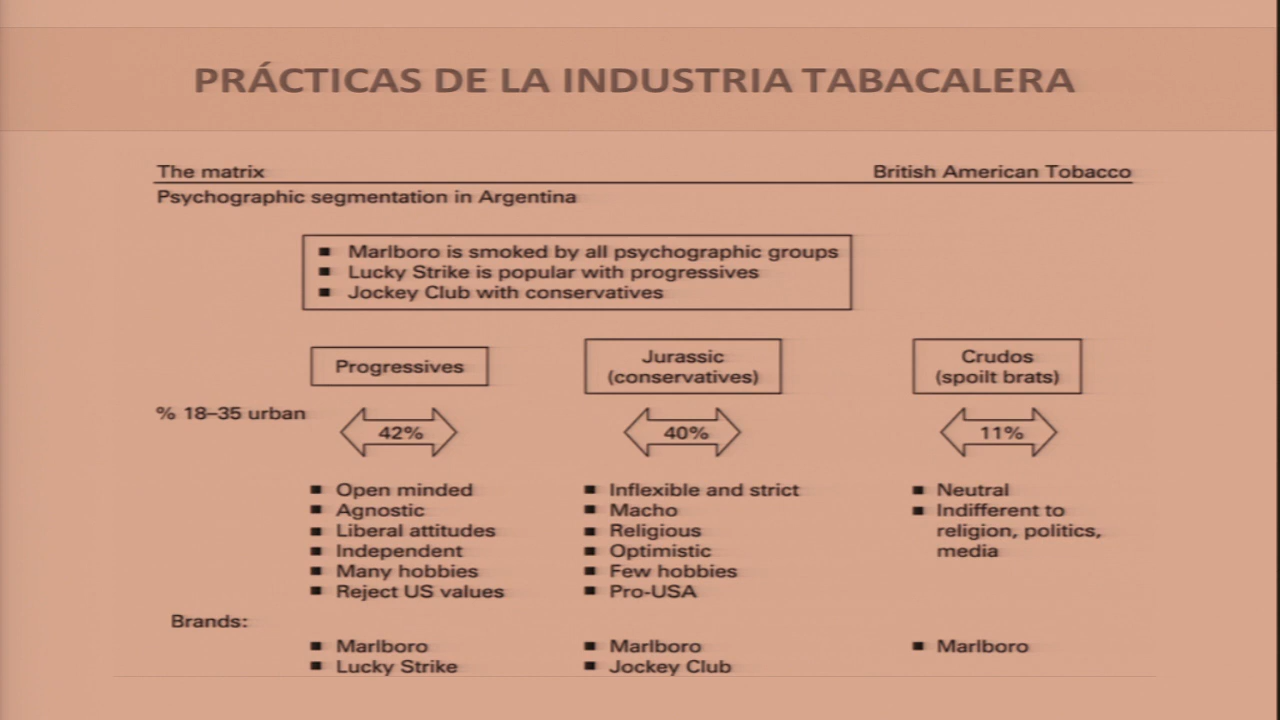 PRÁCTICAS DE LA INDUSTRIA TABACALERA
The matrix British American Tobacco
Psychographic segmentation in Argentina
■ Marlboro is smoked by all psychographic groups
■ Lucky Strike is popular with progressives
■ Jockey Club with conservatives
Progressives
Jurassic
(conservatives)
Crudos
(spoilt brats)
% 18–35 urban
42% 40% 11%
■ Open minded
■ Agnostic
■ Liberal attitudes
■ Independent
■ Many hobbies
■ Reject US values
■ Inflexible and strict
■ Macho
■ Religious
■ Optimistic
■ Few hobbies
■ Pro-USA
■ Neutral
■ Indifferent to
religion, politics,
media
Brands:
■ Marlboro
■ Lucky Strike
■ Marlboro
■ Jockey Club
■ Marlboro